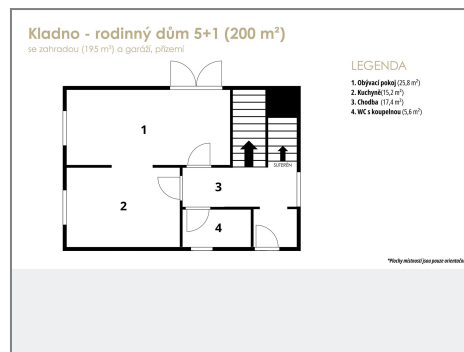 Kladno - rodinný dům 5+1 (200 m²)
se zahradou (195 m²) a garáží, přízemí
LEGENDA
1. Obývací pokoj (25,8 m²)
2. Kuchyně(15,2 m²)
3. Chodba (17,4 m²)
4. WC s koupelnou (5,6 m²)
1
SUTERÉN
3
2
4
*Plochy místností jsou pouze orientační